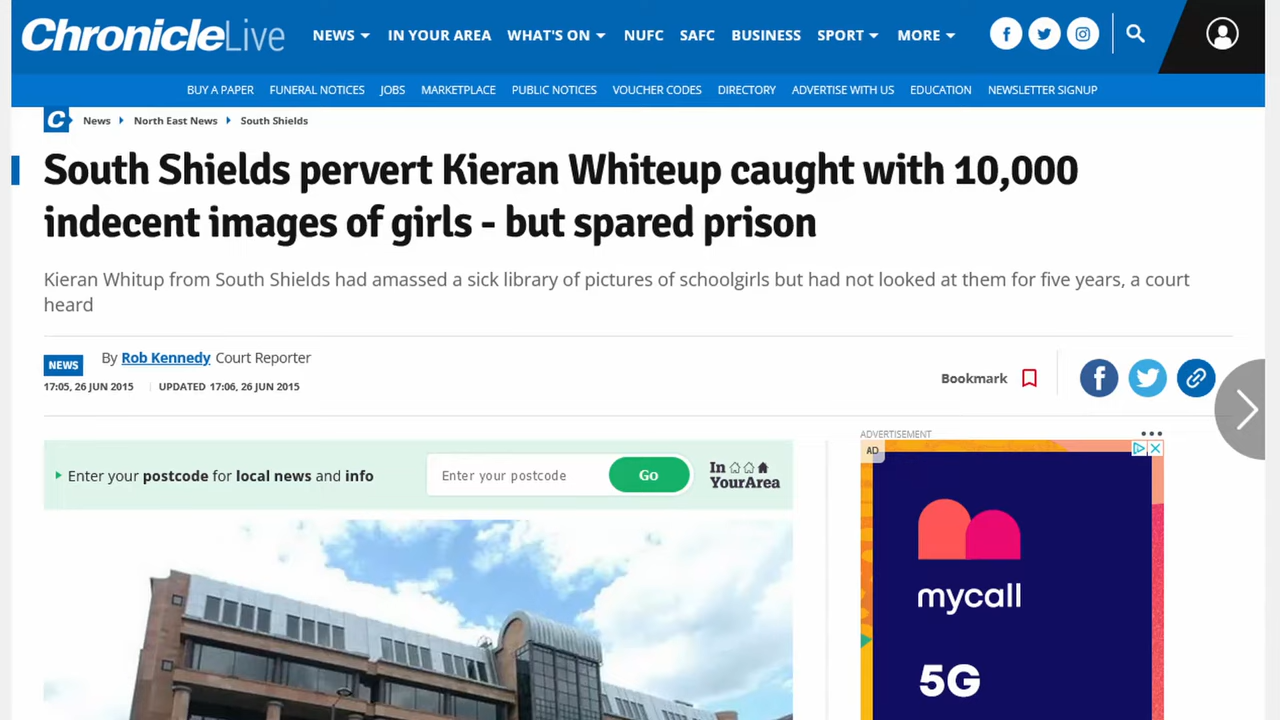 ChronicleLive
NEWS
IN YOUR AREA
WHAT'S ON
NUFC
SAFC
BUSINESS
SPORT
MORE
BUY A PAPER
FUNERAL NOTICES
JOBS
MARKETPLACE
PUBLIC NOTICES
VOUCHER CODES
DIRECTORY
ADVERTISE WITH US
EDUCATION
NEWSLETTER SIGNUP
C
News
North East News
South Shields
South Shields pervert Kieran Whiteup caught with 10,000
indecent images of girls - but spared prison
Kieran Whitup from South Shields had amassed a sick library of pictures of schoolgirls but had not looked at them for five years, a court
heard
NEWS
By Rob Kennedy Court Reporter
17:05, 26 JUN 2015
UPDATED 17:06, 26 JUN 2015
Bookmark
Enter your postcode for local news and info
Enter your postcode
Go
In
YourArea
ADVERTISEMENT
AD
mycall
5G